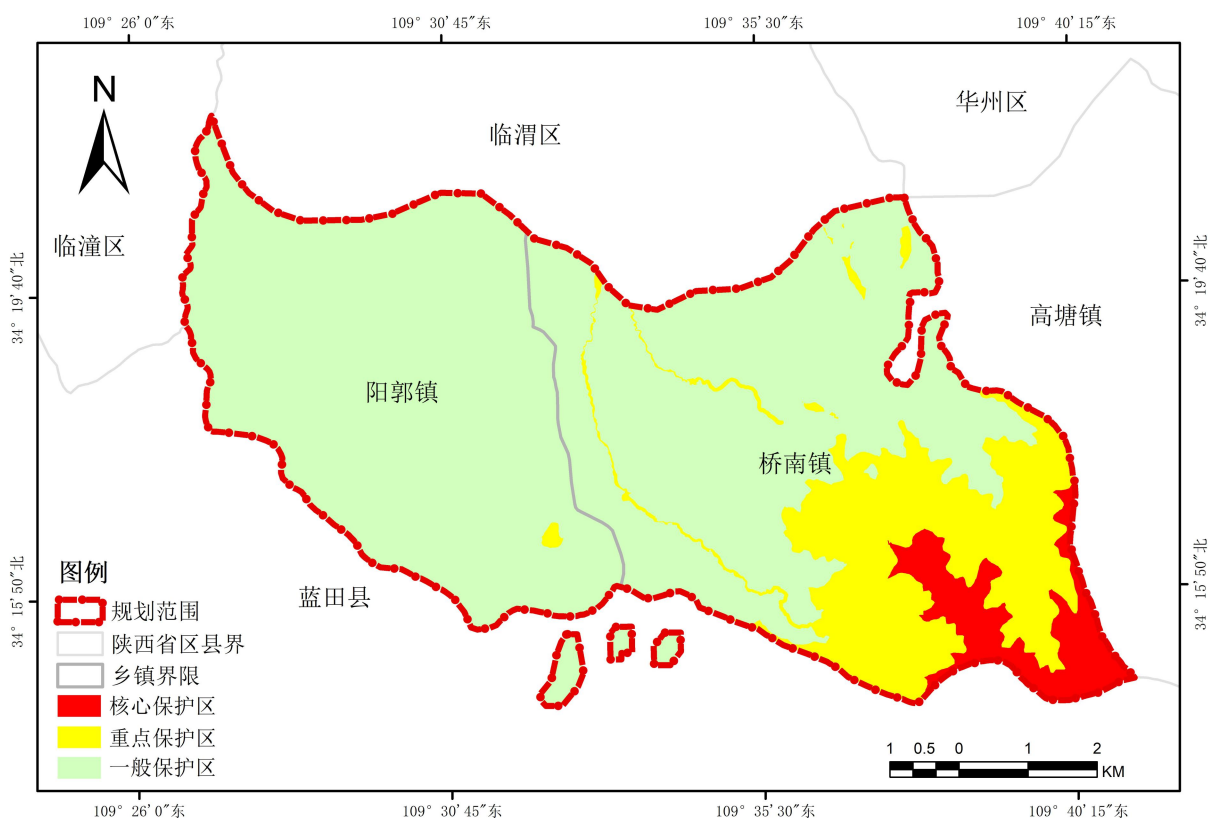 109° 26′ 0″东
109° 30′45″东
109° 35′30″东
109° 40′15″东
N
华州区
临渭区
临潼区
34° 19′40″北
34° 19′40″北
高塘镇
阳郭镇
桥南镇
34° 15′50″北
34° 15′50″北
蓝田县
图例
规划范围
陕西省区县界
乡镇界限
核心保护区
重点保护区
一般保护区
1 0.5 0 1 2
KM
109° 26′ 0″东
109° 30′45″东
109° 35′30″东
109° 40′15″东